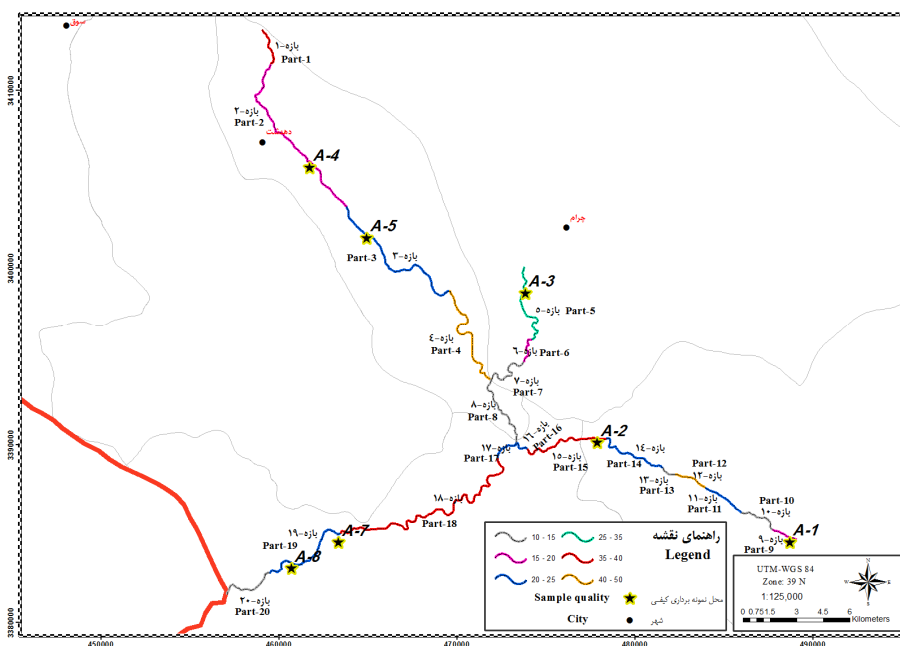 سوق
بازه-۱
Part-1
بازه-۲
Part-2
دهدشت
A-4
A-5
Part-3
بازه-۳
چرام
A-3
بازه-٥ Part-5
بازه-٤
Part-4
بازه-٦ Part-6
بازه-۷
Part-7
بازه-۸
Part-8
بازه-۱٦
Part-16
A-2
بازه-۱۷
Part-17
بازه-۱٥
Part-15
بازه-۱٤
Part-14
Part-12
بازه-۱۲
بازه-۱۳
Part-13
بازه-۱۱
Part-11
Part-10
بازه-۱۰
A-1
بازه-۹
Part-9
بازه-۱۸
Part-18
A-7
بازه-۱۹
Part-19
بازه-۲۰
Part-20
راهنمای نقشه
Legend
10 - 15
15 - 20
20 - 25
25 - 35
35 - 40
40 - 50
Sample quality
محل نمونه برداری کیفی
City
شهر
UTM-WGS 84
Zone: 39 N
1:125,000
N
E
S
W
0 0.75 1.5 3 4.5 6
Kilometers
3410000
3400000
3390000
3380000
450000
460000
470000
480000
490000